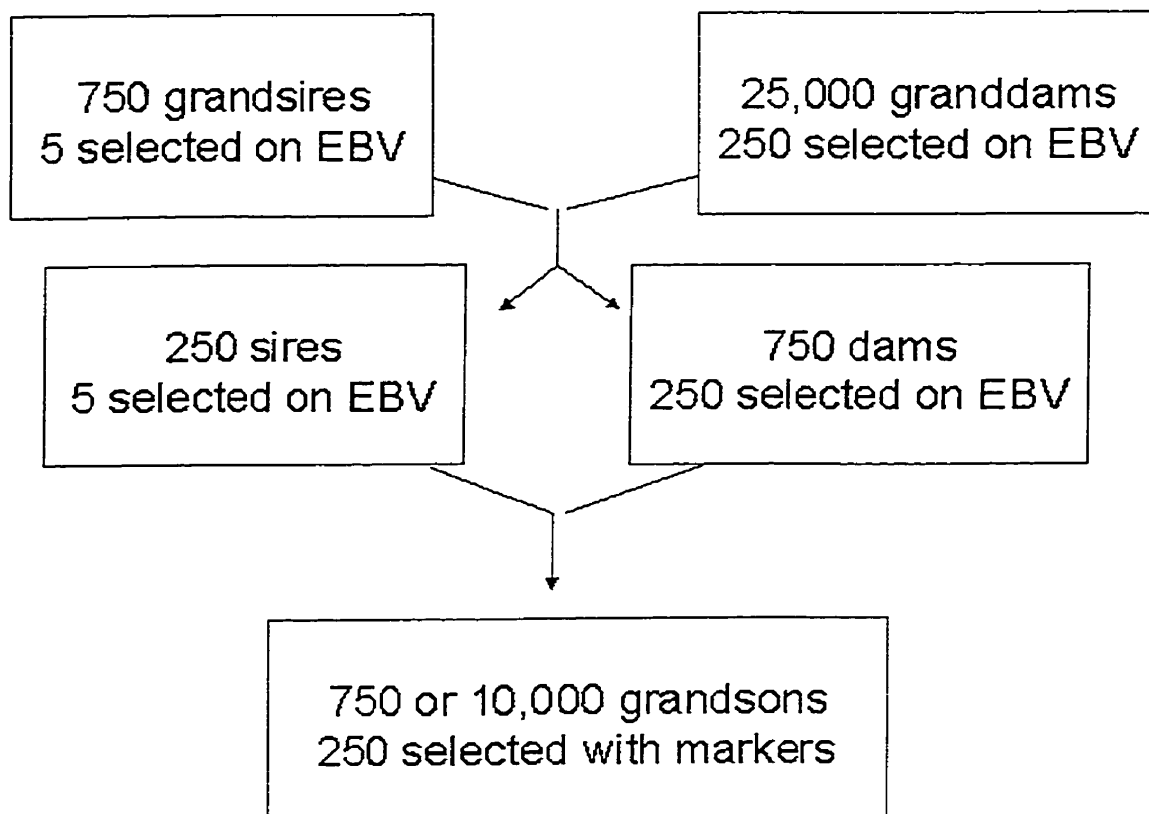 750 grandsires
5 selected on EBV
25,000 granddams
250 selected on EBV
250 sires
5 selected on EBV
750 dams
250 selected on EBV
750 or 10,000 grandsons
250 selected with markers